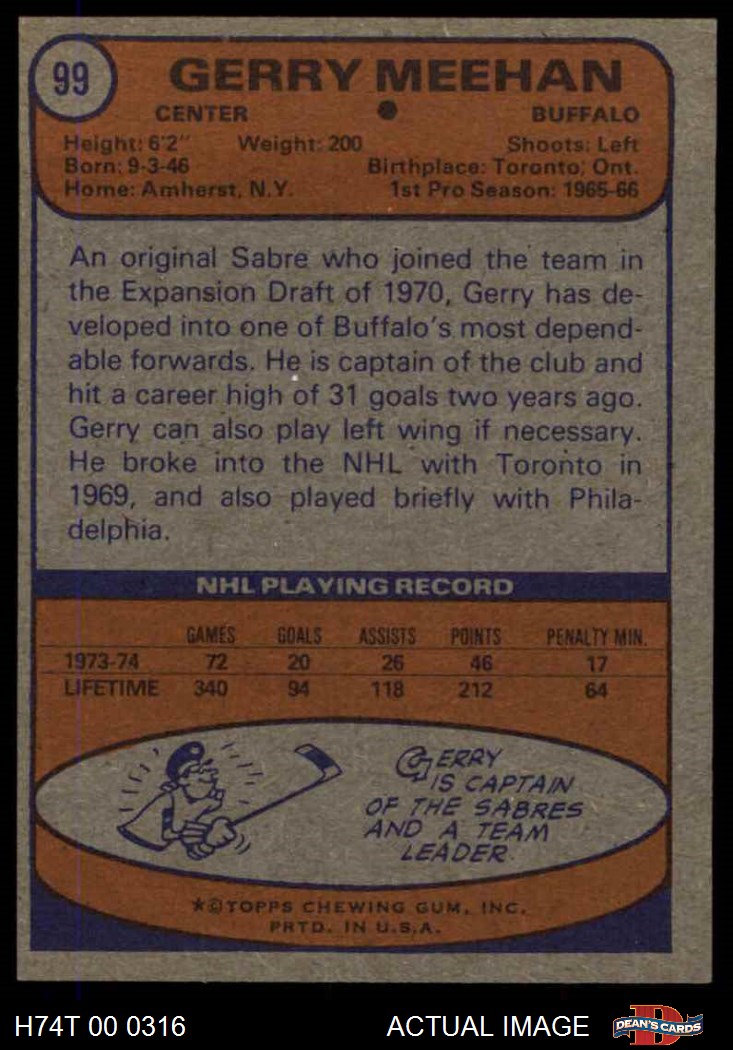 99
GERRY MEEHAN
CENTER BUFFALO
Height: 6'2" Weight: 200 Shoots: Left
Born: 9-3-46 Birthplace: Toronto, Ont.
Home: Amherst, N.Y. 1st Pro Season: 1965-66
An original Sabre who joined the team in
the Expansion Draft of 1970, Gerry has de-
veloped into one of Buffalo's most depend-
able forwards. He is captain of the club and
hit a career high of 31 goals two years ago.
Gerry can also play left wing if necessary.
He broke into the NHL with Toronto in
1969, and also played briefly with Phila-
delphia.
NHL PLAYING RECORD
GAMES GOALS ASSISTS POINTS PENALTY MIN.
1973-74 72 20 26 46 17
LIFETIME 340 94 118 212 64
GERRY
IS CAPTAIN
OF THE SABRES
AND A TEAM
LEADER.
★©TOPPS CHEWING GUM, INC.
PRTD. IN U.S.A.
H74T 00 0316 ACTUAL IMAGE D DEAN'S CARDS